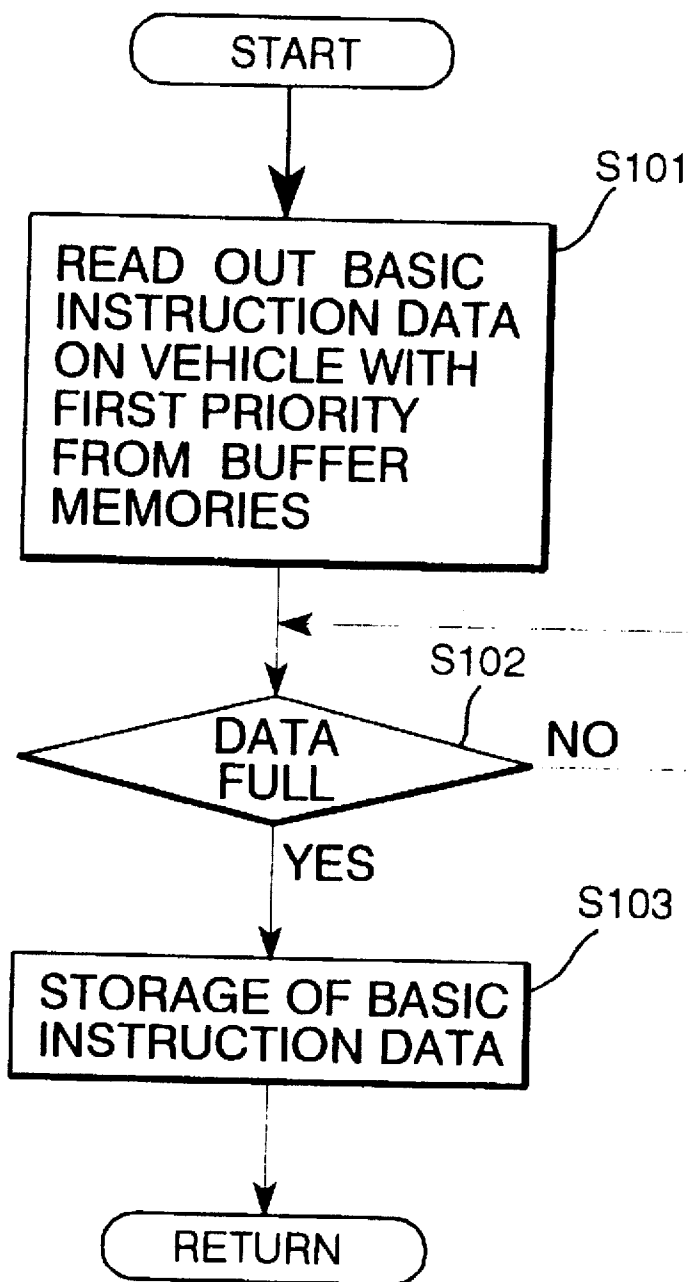 START
S101
READ OUT BASIC
INSTRUCTION DATA
ON VEHICLE WITH
FIRST PRIORITY
FROM BUFFER
MEMORIES
S102
DATA
FULL
NO
YES
S103
STORAGE OF BASIC
INSTRUCTION DATA
RETURN